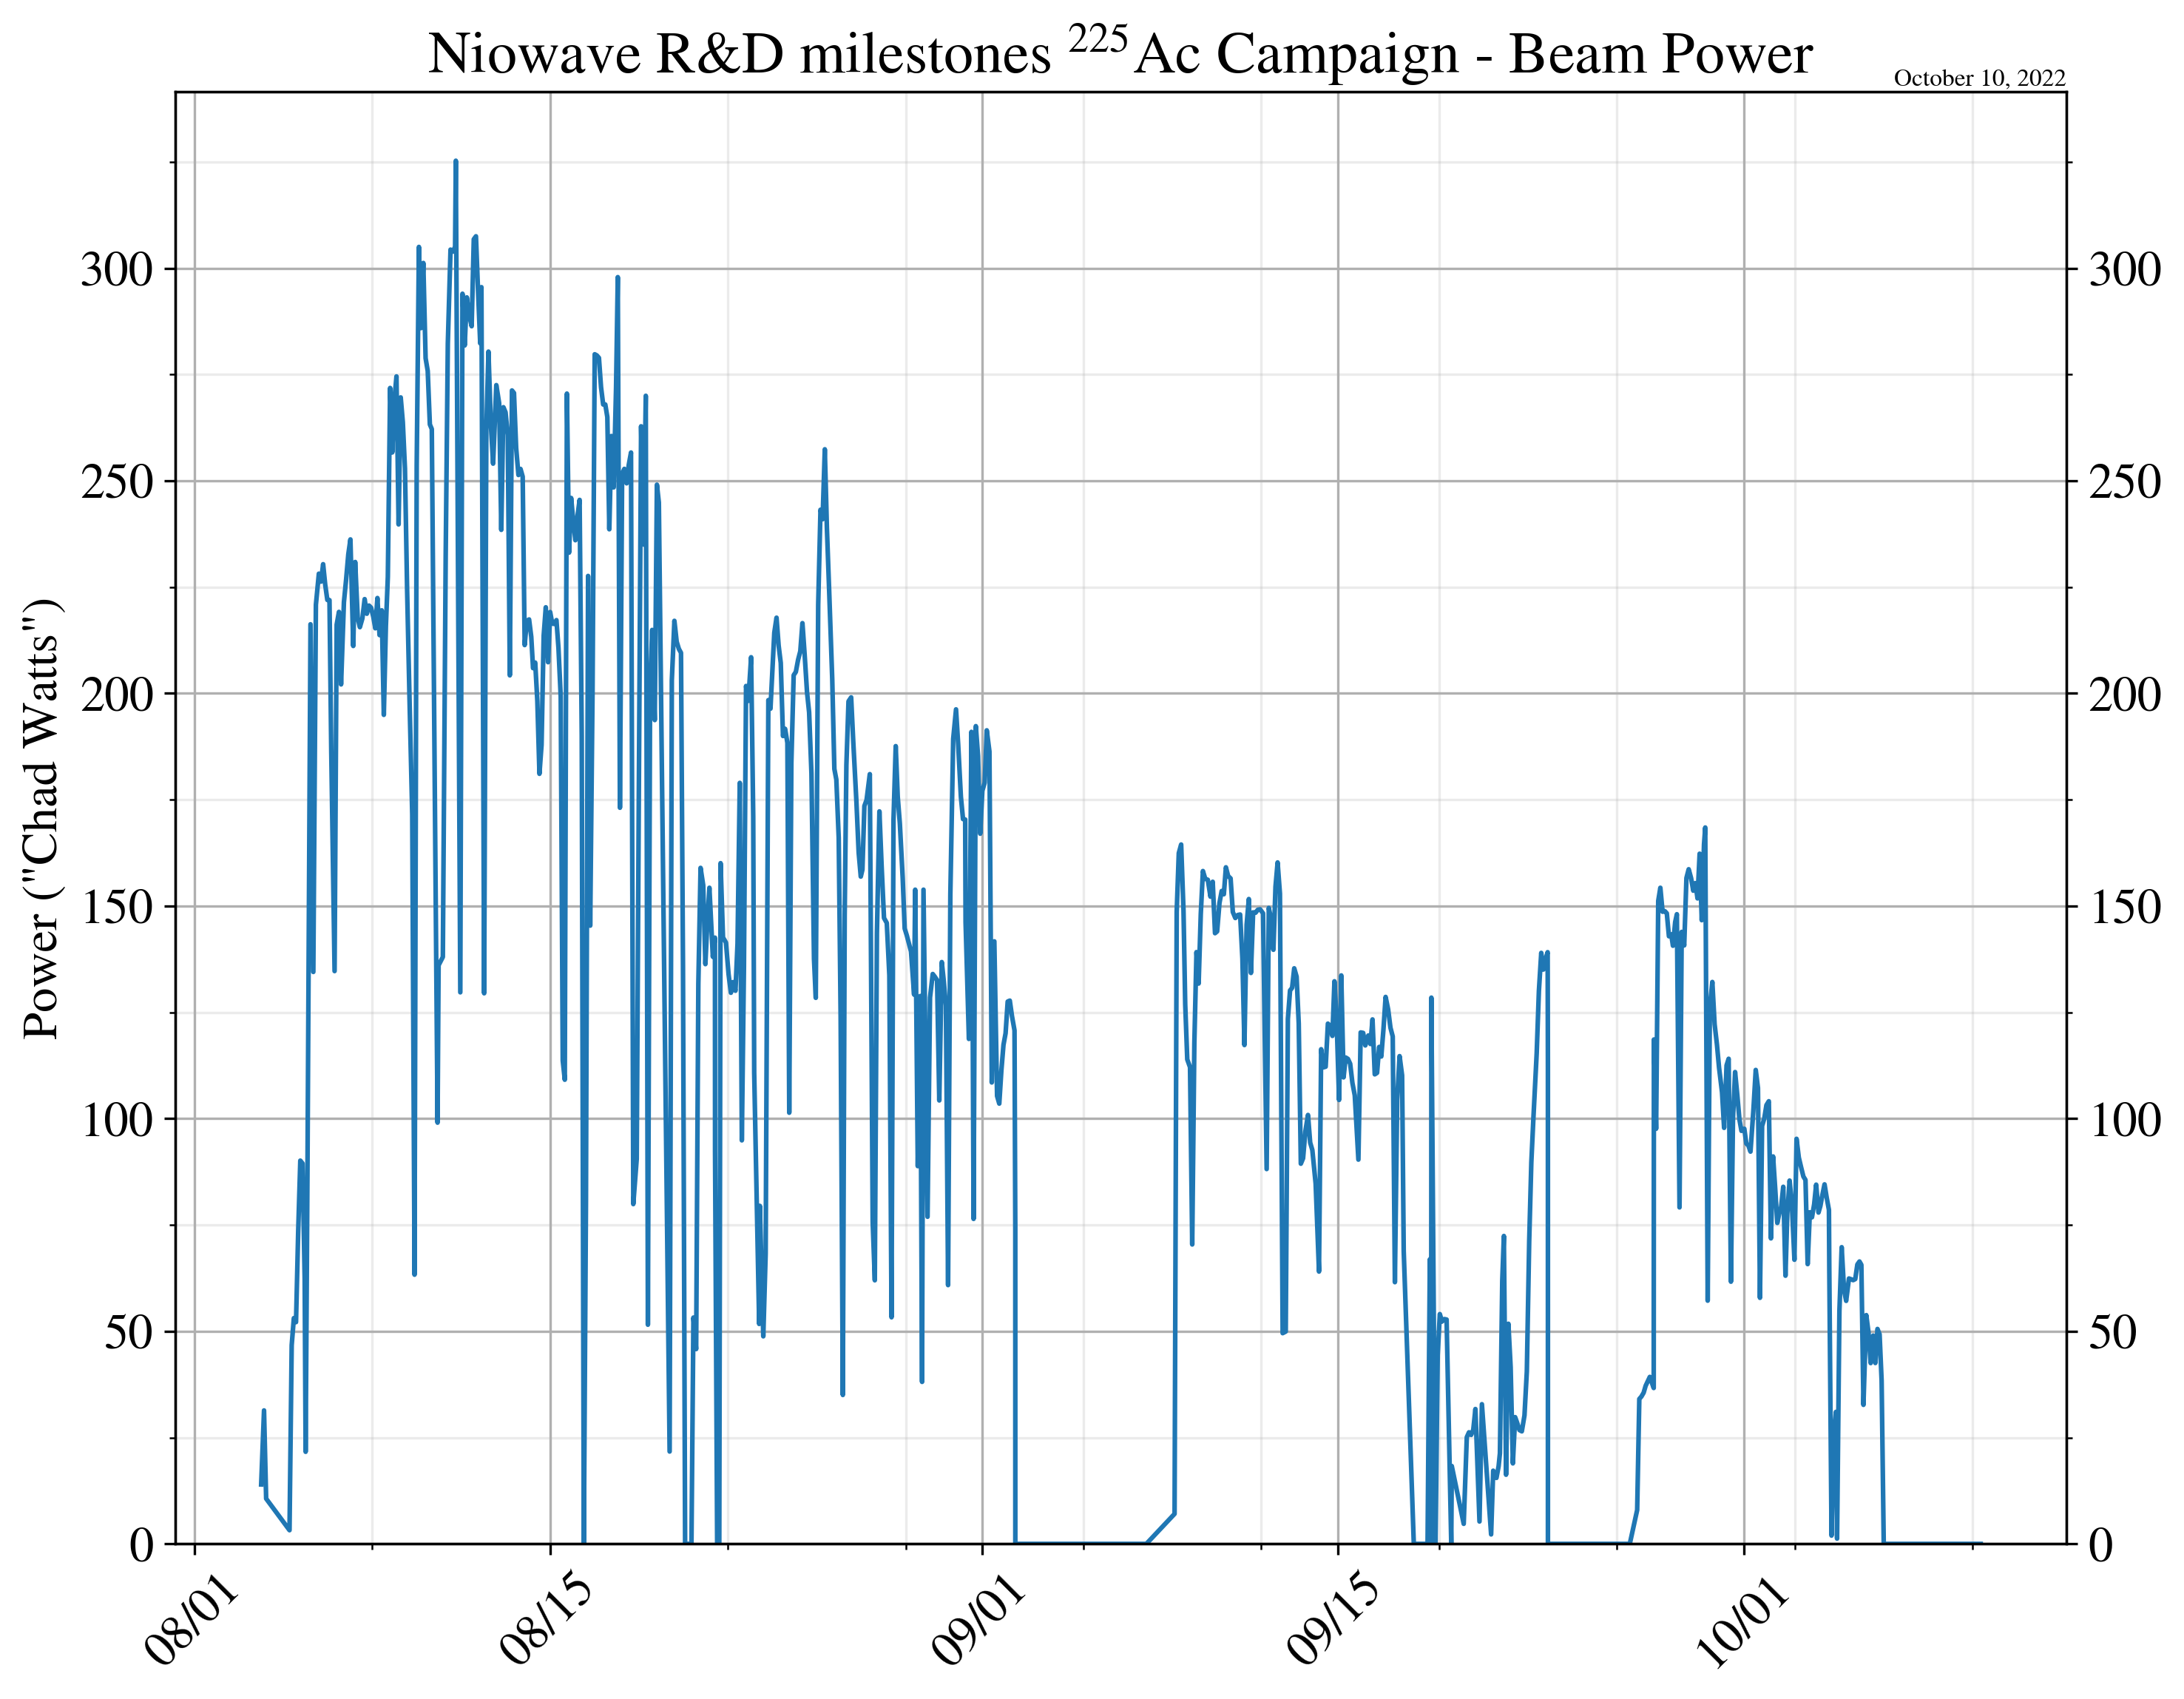 Niowave R&D milestones ²²⁵Ac Campaign - Beam Power
October 10, 2022
Power ("Chad Watts")
300 300
250 250
200 200
150 150
100 100
50 50
0 0
08/01 08/15 09/01 09/15 10/01